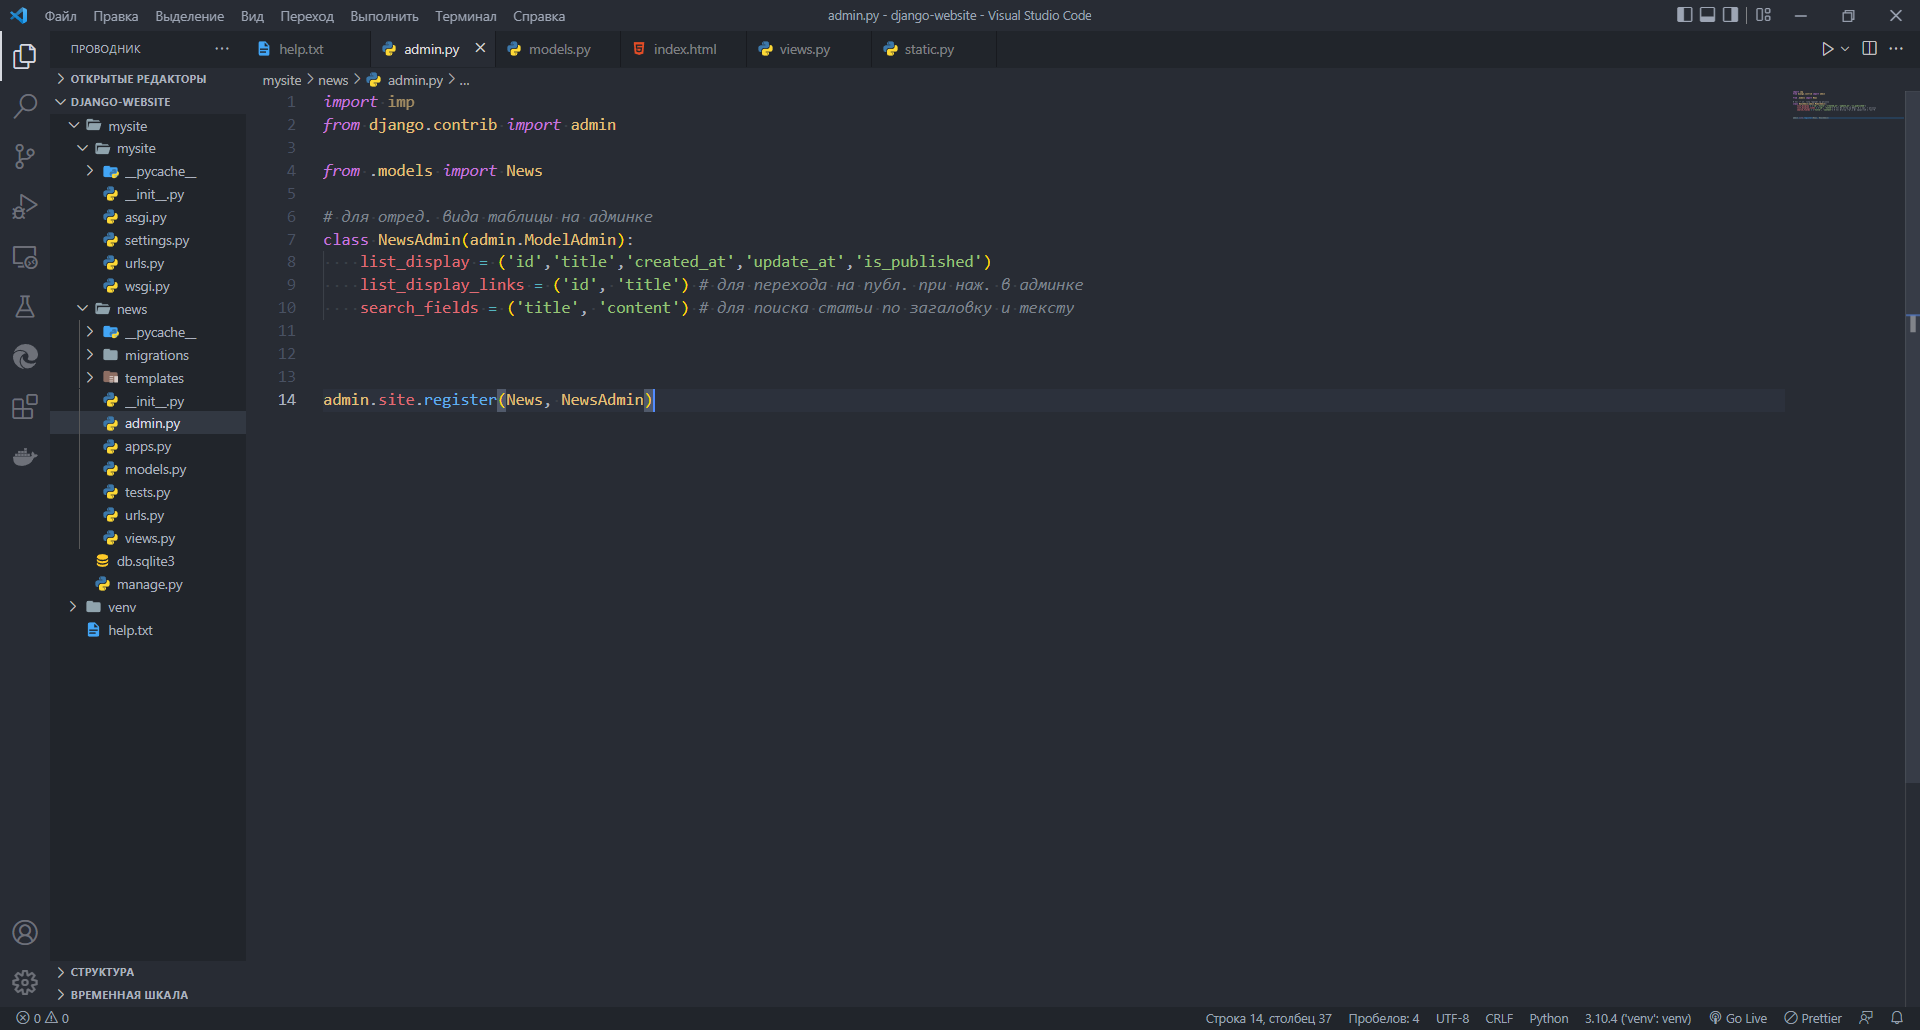 Файл Правка Выделение Вид Переход Выполнить Терминал Справка
admin.py - django-website - Visual Studio Code
ПРОВОДНИК
help.txt
admin.py
models.py
index.html
views.py
static.py
ОТКРЫТЫЕ РЕДАКТОРЫ
DJANGO-WEBSITE
mysite
mysite
__pycache__
__init__.py
asgi.py
settings.py
urls.py
wsgi.py
news
__pycache__
migrations
templates
__init__.py
admin.py
apps.py
models.py
tests.py
urls.py
views.py
db.sqlite3
manage.py
venv
help.txt
СТРУКТУРА
ВРЕМЕННАЯ ШКАЛА
mysite > news > admin.py > ...
1 import imp
2 from django.contrib import admin
3
4 from .models import News
5
6 # для отред. вида таблицы на админке
7 class NewsAdmin(admin.ModelAdmin):
8 list_display = ('id','title','created_at','update_at','is_published')
9 list_display_links = ('id', 'title') # для перехода на публ. при наж. в админке
10 search_fields = ('title', 'content') # для поиска статьи по загаловку и тексту
11
12
13
14 admin.site.register(News, NewsAdmin)
0 0
Строка 14, столбец 37 Пробелов: 4 UTF-8 CRLF Python 3.10.4 ('venv': venv) Go Live Prettier